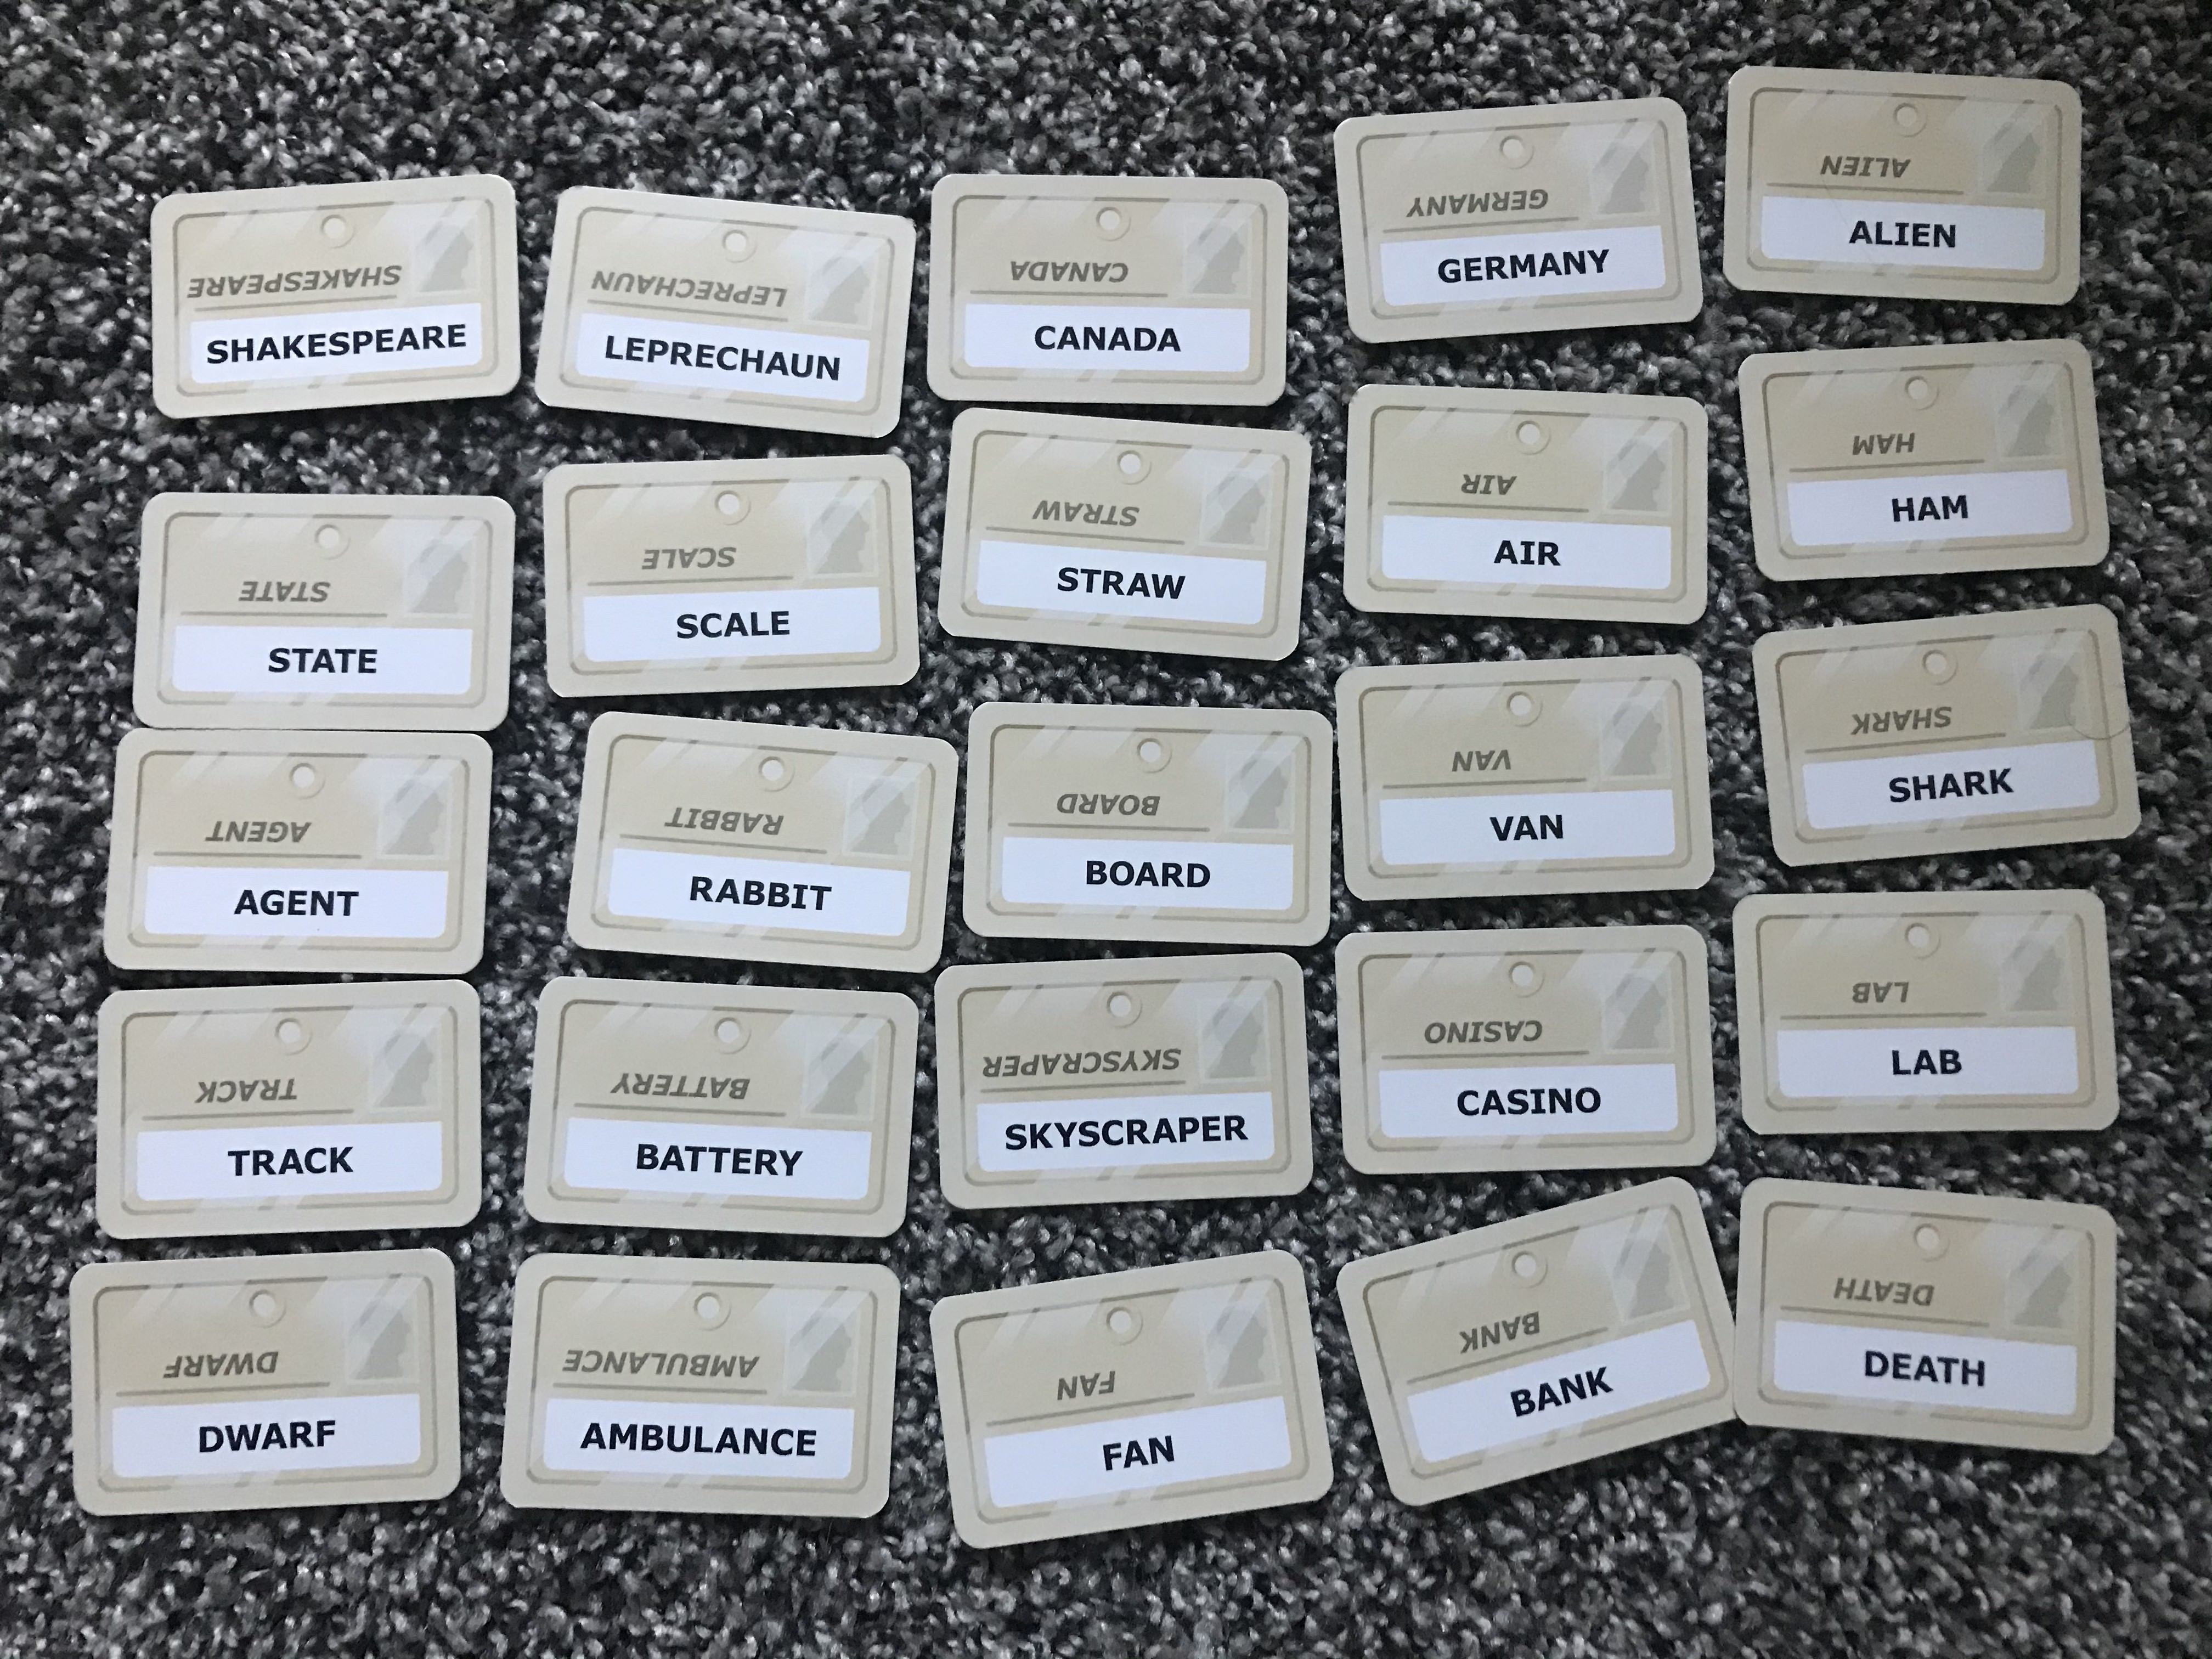 SHAKESPEARE
SHAKESPEARE
LEPRECHAUN
LEPRECHAUN
CANADA
CANADA
GERMANY
GERMANY
ALIEN
ALIEN
STATE
STATE
SCALE
SCALE
STRAW
STRAW
AIR
AIR
HAM
HAM
AGENT
AGENT
RABBIT
RABBIT
BOARD
BOARD
VAN
VAN
SHARK
SHARK
TRACK
TRACK
BATTERY
BATTERY
SKYSCRAPER
SKYSCRAPER
CASINO
CASINO
LAB
LAB
DWARF
DWARF
AMBULANCE
AMBULANCE
FAN
FAN
BANK
BANK
DEATH
DEATH